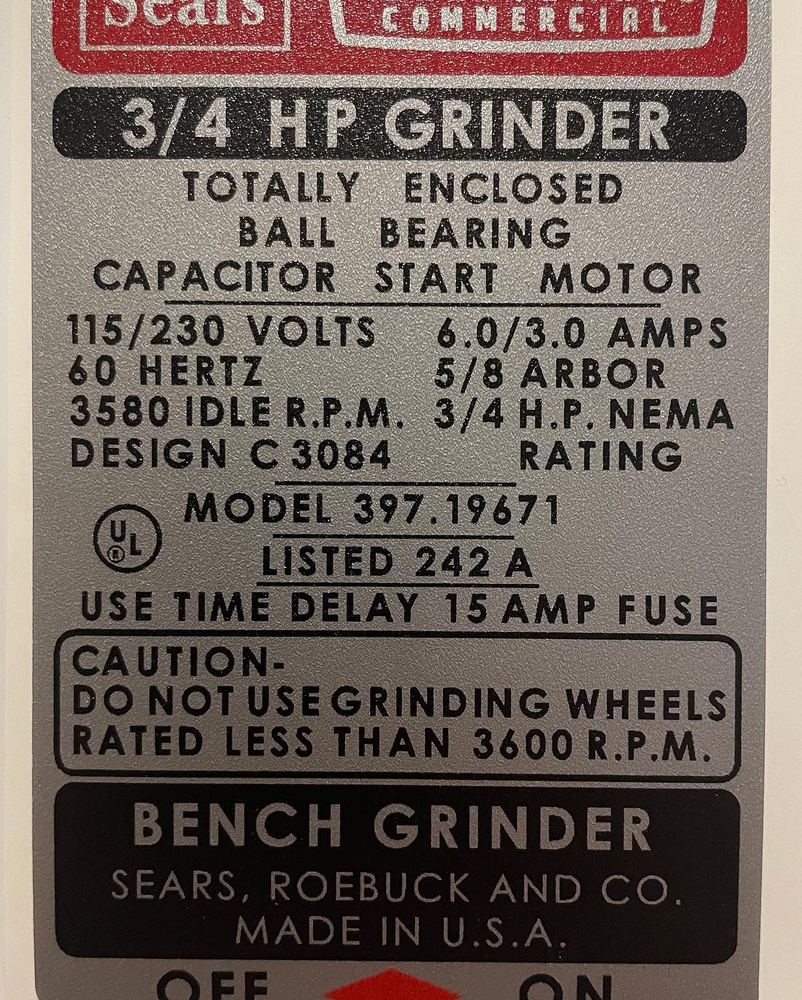 Sears
COMMERCIAL
3/4 HP GRINDER
TOTALLY ENCLOSED
BALL BEARING
CAPACITOR START MOTOR
115/230 VOLTS 6.0/3.0 AMPS
60 HERTZ 5/8 ARBOR
3580 IDLE R.P.M. 3/4 H.P. NEMA
DESIGN C 3084 RATING
MODEL 397.19671
UL ®
LISTED 242 A
USE TIME DELAY 15 AMP FUSE
CAUTION-
DO NOT USE GRINDING WHEELS
RATED LESS THAN 3600 R.P.M.
BENCH GRINDER
SEARS, ROEBUCK AND CO.
MADE IN U.S.A.
OFF ON